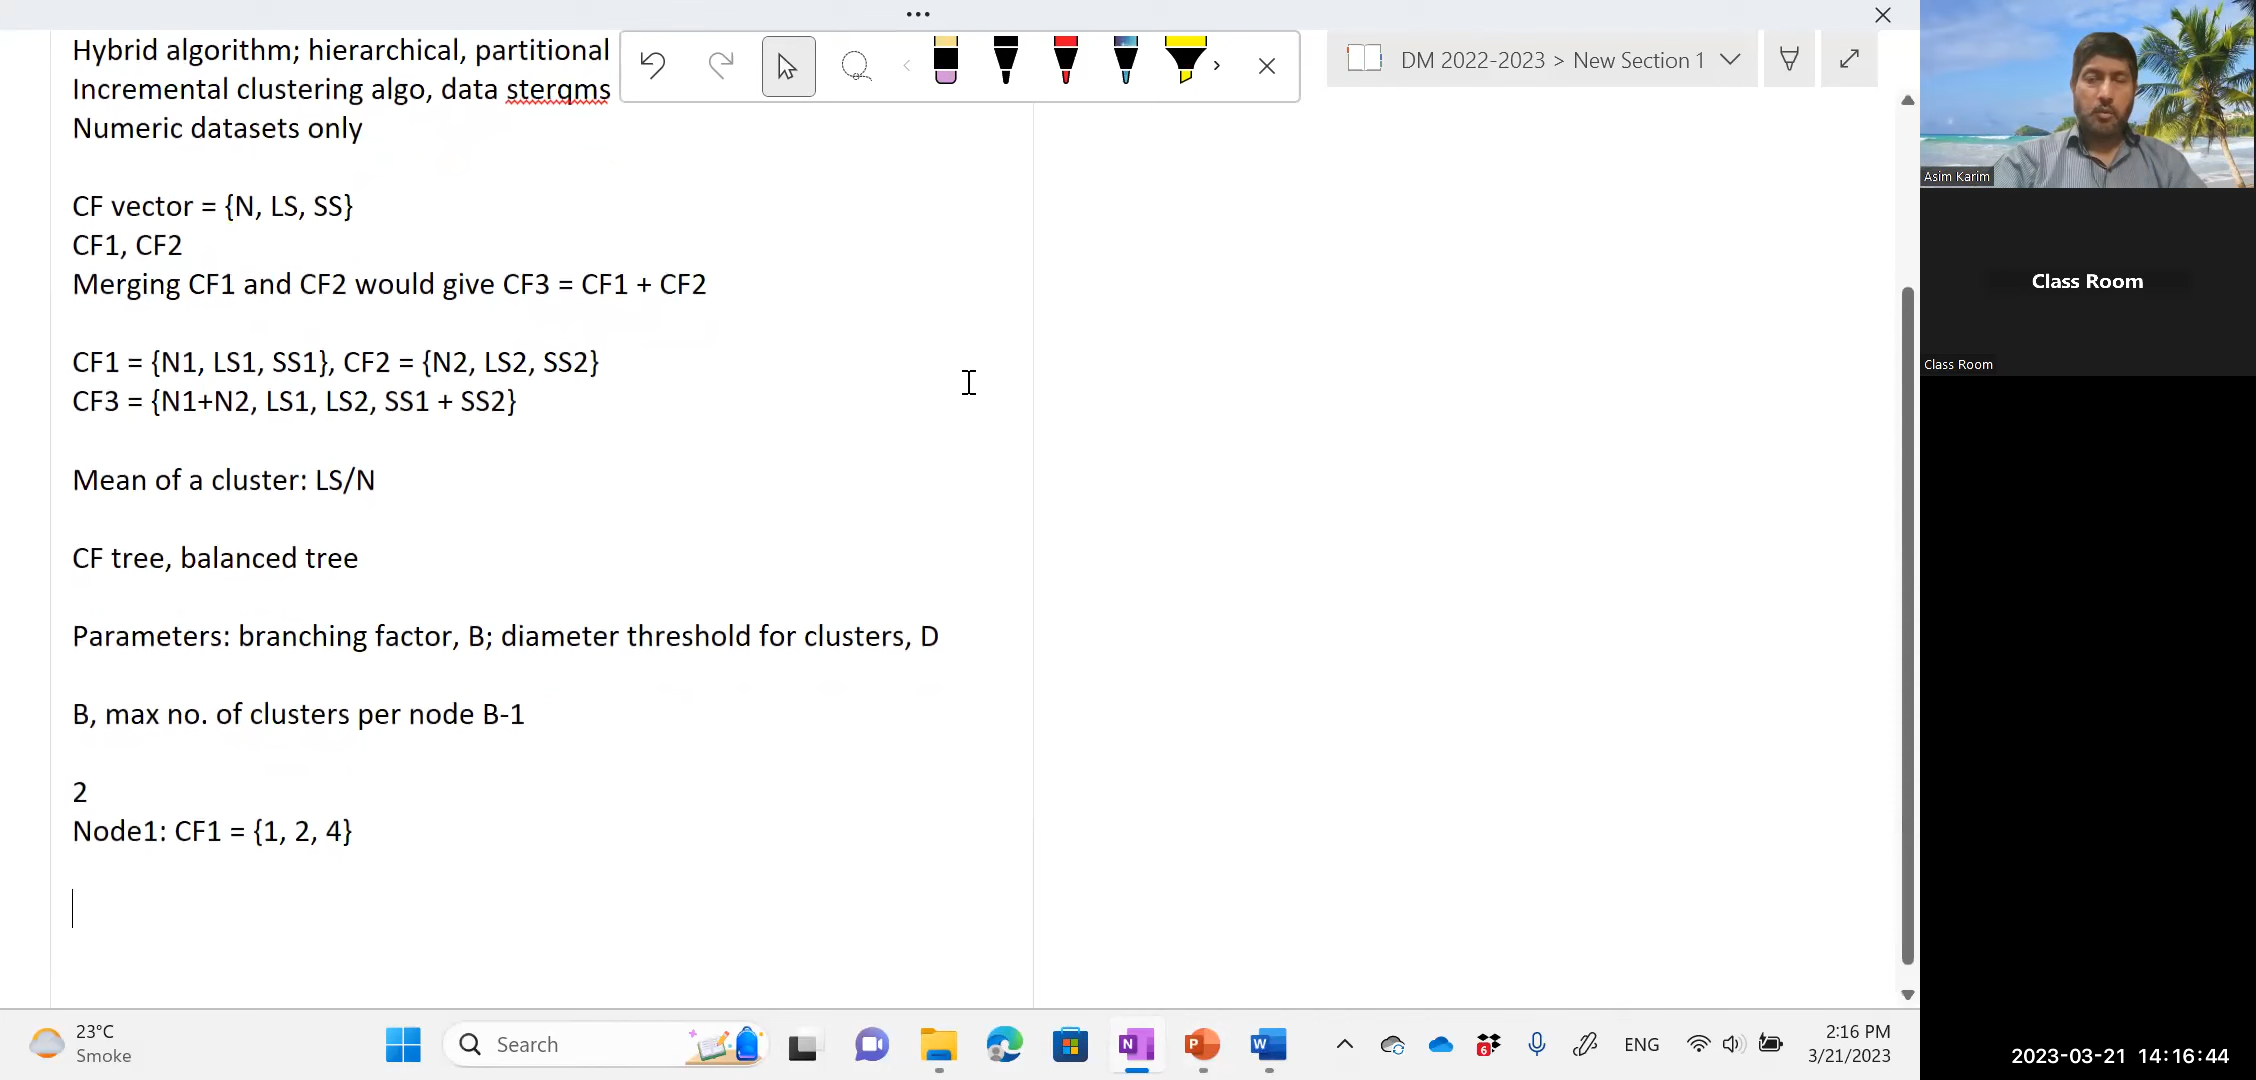 Hybrid algorithm; hierarchical, partitional
Incremental clustering algo, data sterqms
Numeric datasets only
CF vector = {N, LS, SS}
CF1, CF2
Merging CF1 and CF2 would give CF3 = CF1 + CF2
CF1 = {N1, LS1, SS1}, CF2 = {N2, LS2, SS2}
CF3 = {N1+N2, LS1, LS2, SS1 + SS2}
Mean of a cluster: LS/N
CF tree, balanced tree
Parameters: branching factor, B; diameter threshold for clusters, D
B, max no. of clusters per node B-1
2
Node1: CF1 = {1, 2, 4}
DM 2022-2023 > New Section 1
Asim Karim
Class Room
Class Room
23°C
Smoke
Search
N
P
6
W
ENG
2:16 PM
3/21/2023
2023-03-21 14:16:44